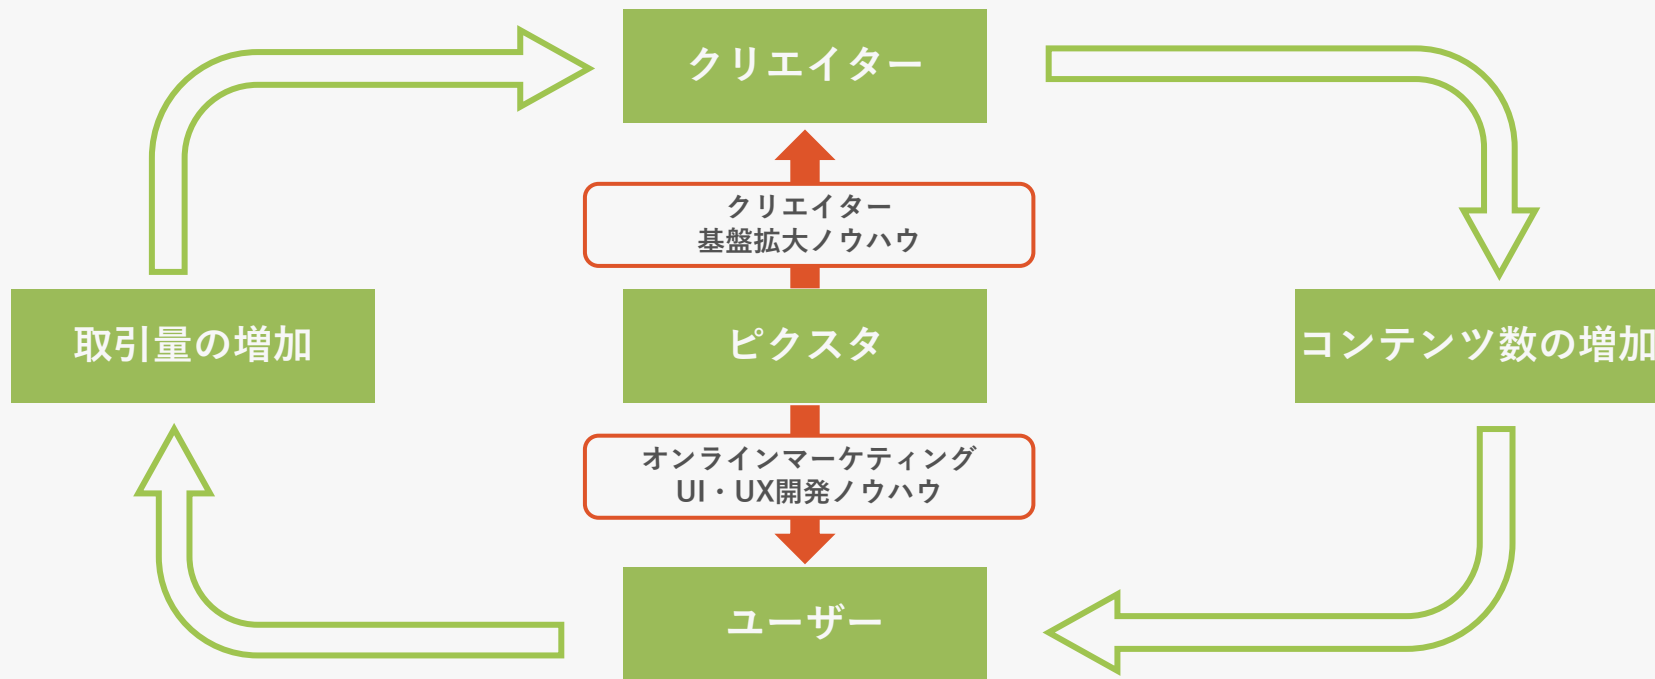 クリエイター
クリエイター
基盤拡大ノウハウ
取引量の増加
ピクスタ
コンテンツ数の増加
オンラインマーケティング
UI・UX開発ノウハウ
ユーザー